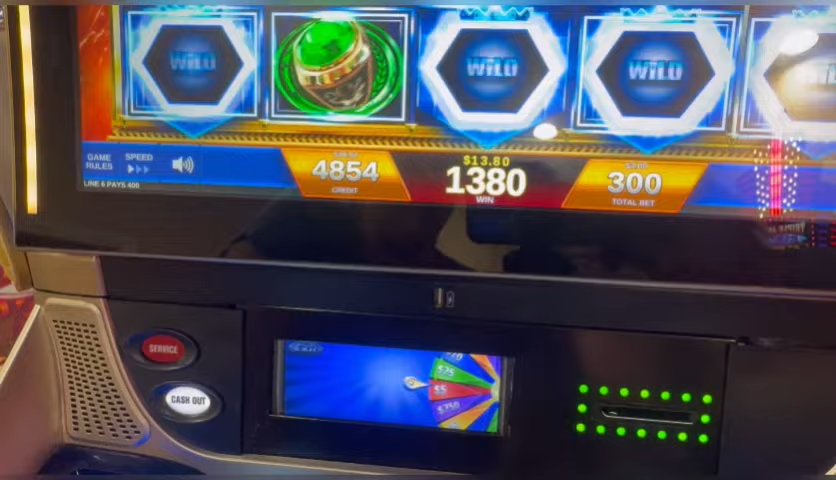 WILD
WILD
WILD
GAME RULES
SPEED
LINE 6 PAYS 400
4854
CREDIT
$13.80
1380
WIN
300
TOTAL BET
SERVICE
CASH OUT
$25
$5
$250